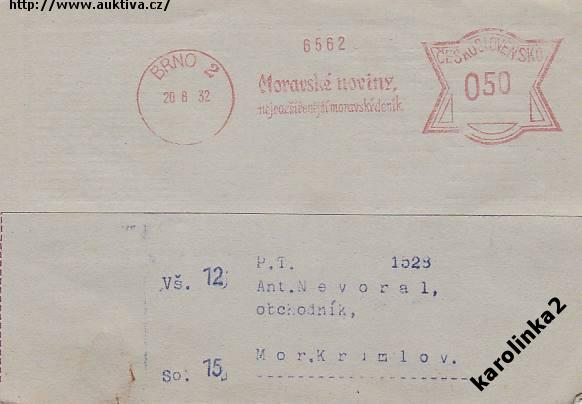 http://www.auktiva.cz/
6562
BRNO 2
20 8 32
Moravské noviny,
nejrozšířenější moravský deník
ČESKOSLOVENSKO
050
P.T. 1528
Vš. 12
Ant.Nevoral,
obchodník,
Mor.Krumlov.
So. 15
karolinka2